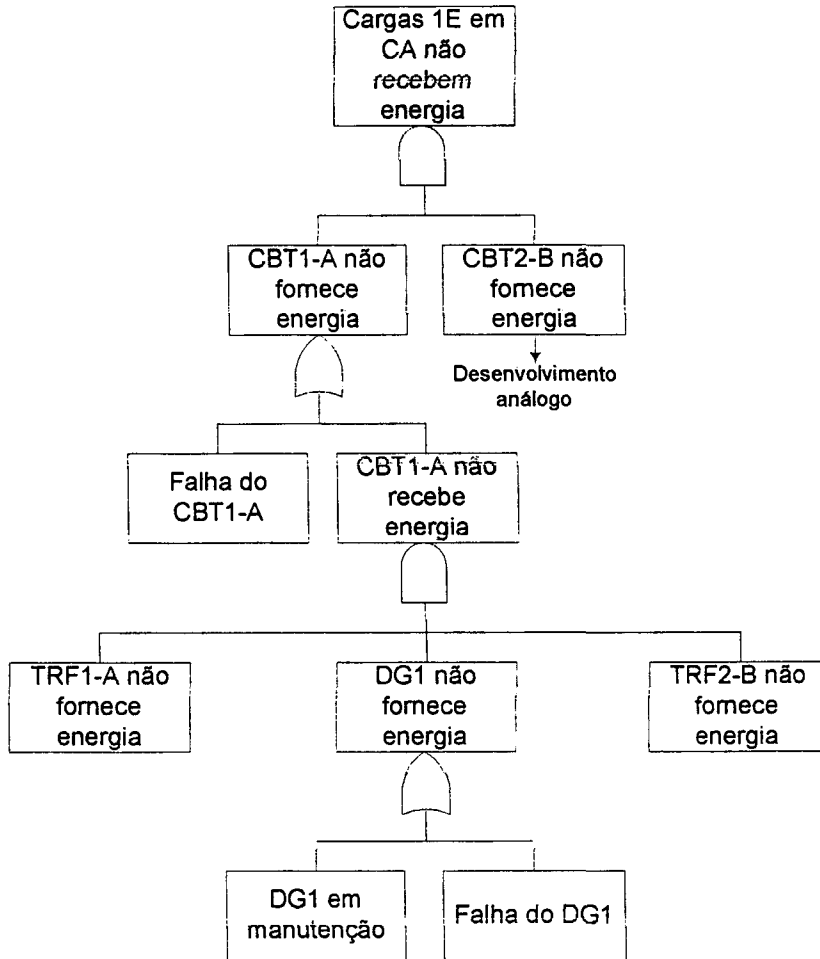 Cargas 1E em
CA não
recebem
energia
CBT1-A não
fornece
energia
CBT2-B não
fornece
energia
Desenvolvimento
análogo
Falha do
CBT1-A
CBT1-A não
recebe
energia
TRF1-A não
fornece
energia
DG1 não
fornece
energia
TRF2-B não
fornece
energia
DG1 em
manutenção
Falha do DG1